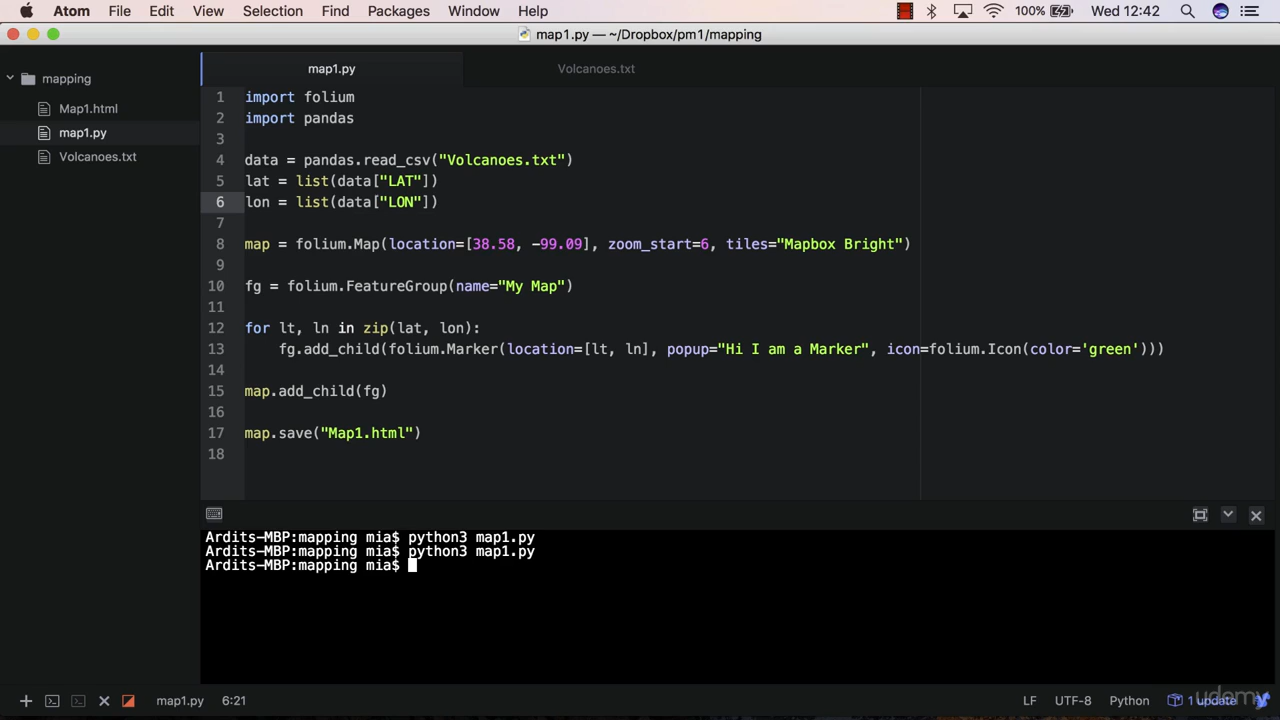 Atom File Edit View Selection Find Packages Window Help 100% Wed 12:42
map1.py — ~/Dropbox/pm1/mapping
mapping
Map1.html
map1.py
Volcanoes.txt
map1.py Volcanoes.txt
1 import folium
2 import pandas
3
4 data = pandas.read_csv("Volcanoes.txt")
5 lat = list(data["LAT"])
6 lon = list(data["LON"])
7
8 map = folium.Map(location=[38.58, -99.09], zoom_start=6, tiles="Mapbox Bright")
9
10 fg = folium.FeatureGroup(name="My Map")
11
12 for lt, ln in zip(lat, lon):
13     fg.add_child(folium.Marker(location=[lt, ln], popup="Hi I am a Marker", icon=folium.Icon(color='green')))
14
15 map.add_child(fg)
16
17 map.save("Map1.html")
18
Ardits-MBP:mapping mia$ python3 map1.py
Ardits-MBP:mapping mia$ python3 map1.py
Ardits-MBP:mapping mia$
map1.py 6:21 LF UTF-8 Python 1 update
udemy